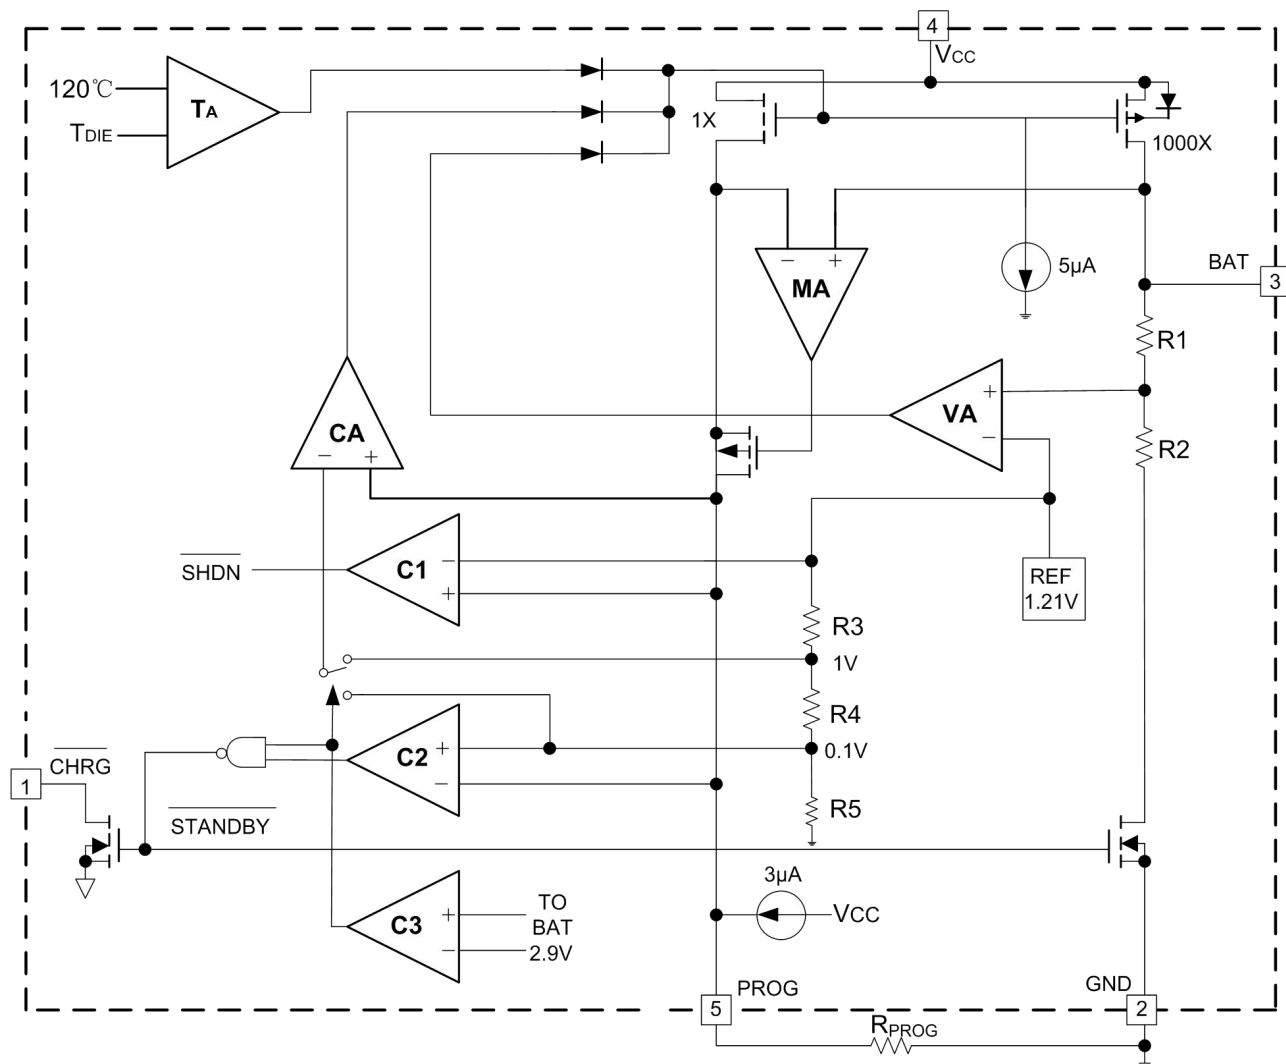 4
VCC
120℃
TA
TDIE
1X
1000X
5µA
BAT
3
− +
MA
R1
+
VA
−
CA
− +
R2
SHDN
C1
−
+
REF
1.21V
R3
1V
R4
C2
+
−
0.1V
CHRG
1
STANDBY
R5
3µA
VCC
C3
+
−
TO
BAT
2.9V
PROG
5
GND
2
RPROG